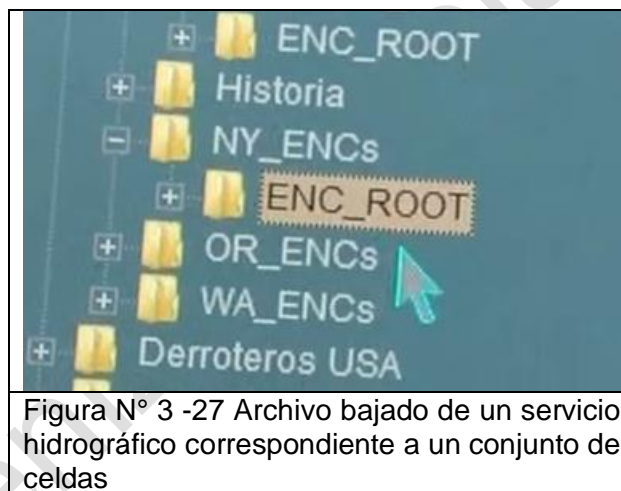 ENC_ROOT
Historia
NY_ENCs
ENC_ROOT
OR_ENCs
WA_ENCs
Derroteros USA
Figura N° 3 -27 Archivo bajado de un servicio
hidrográfico correspondiente a un conjunto de
celdas